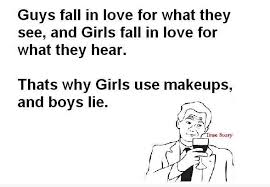 Guys fall in love for what they
see, and Girls fall in love for
what they hear.
Thats why Girls use makeups,
and boys lie.
True Story